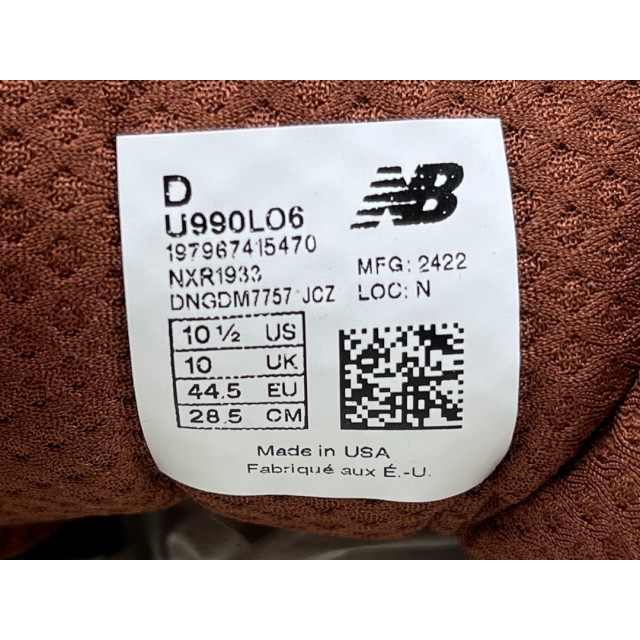 D
NB
U990LO6
197967415470
NXR1933
MFG: 2422
DNGDM7757 JCZ
LOC: N
10 ½ US
10 UK
44.5 EU
28.5 CM
Made in USA
Fabriqué aux É.-U.